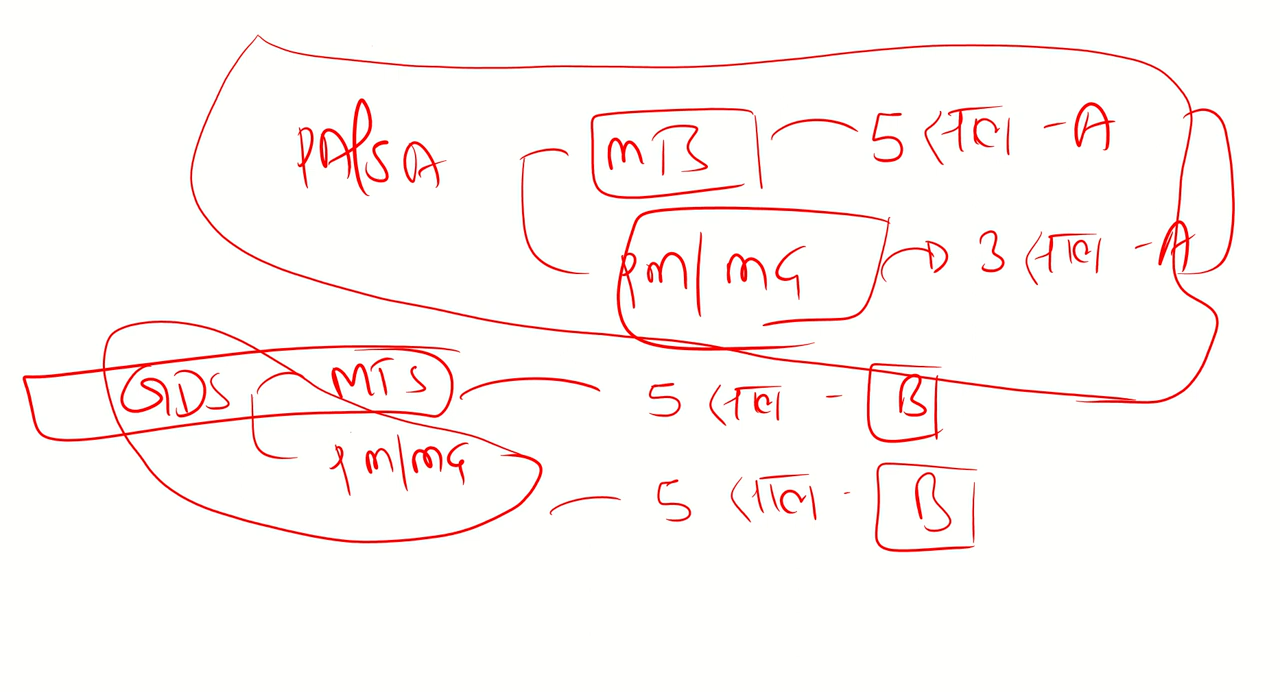 PA/SA MTS 5 साल - A
PM/MG 3 साल - A
GDS MTS 5 साल - B
PM/MG
5 साल - B